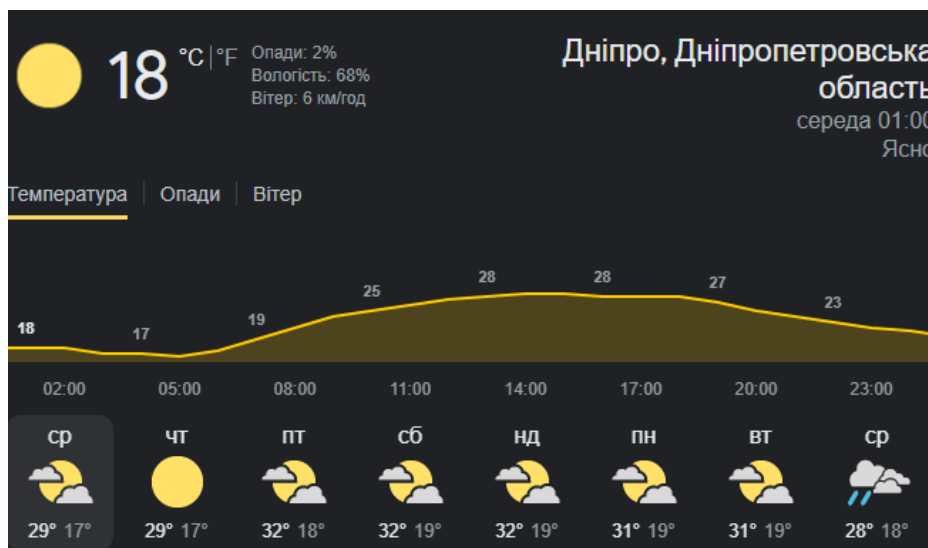 18 °C | °F
Опади: 2%
Вологість: 68%
Вітер: 6 км/год
Дніпро, Дніпропетровська
область
середа 01:00
Ясно
Температура | Опади | Вітер
18 17 19 25 28 28 27 23
02:00 05:00 08:00 11:00 14:00 17:00 20:00 23:00
ср чт пт сб нд пн вт ср
29° 17° 29° 17° 32° 18° 32° 19° 32° 19° 31° 19° 31° 19° 28° 18°